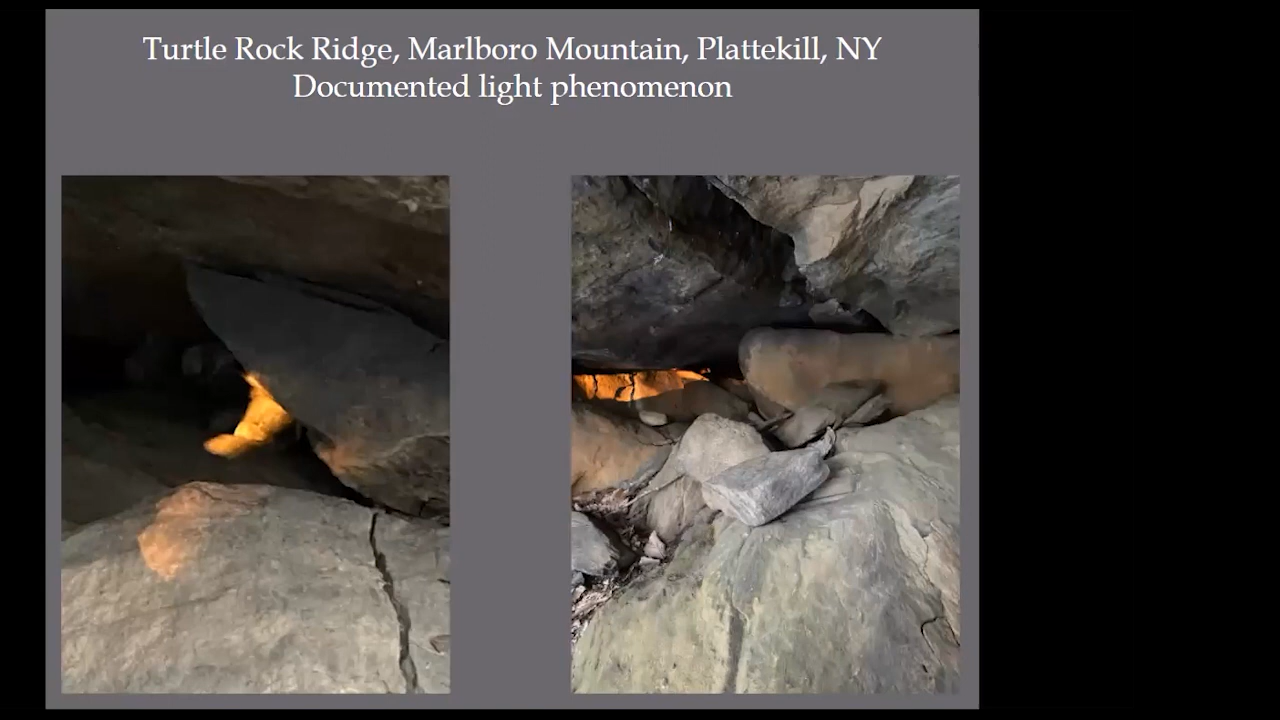 Turtle Rock Ridge, Marlboro Mountain, Plattekill, NY
Documented light phenomenon